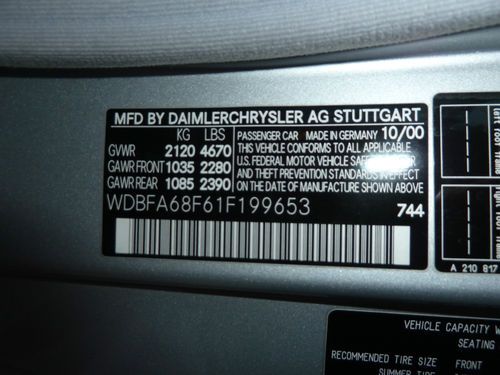 MFD BY DAIMLERCHRYSLER AG STUTTGART
KG LBS
GVWR 2120 4670
GAWR FRONT 1035 2280
GAWR REAR 1085 2390
PASSENGER CAR MADE IN GERMANY 10/00
THIS VEHICLE CONFORMS TO ALL APPLICABLE
U.S. FEDERAL MOTOR VEHICLE SAFETY
AND THEFT PREVENTION STANDARDS IN EFFECT
ON THE DATE OF MANUFACTURE SHOWN ABOVE
WDBFA68F61F199653
744
A 210 817
VEHICLE CAPACITY W
SEATING
RECOMMENDED TIRE SIZE FRONT
SUMMER TIRE